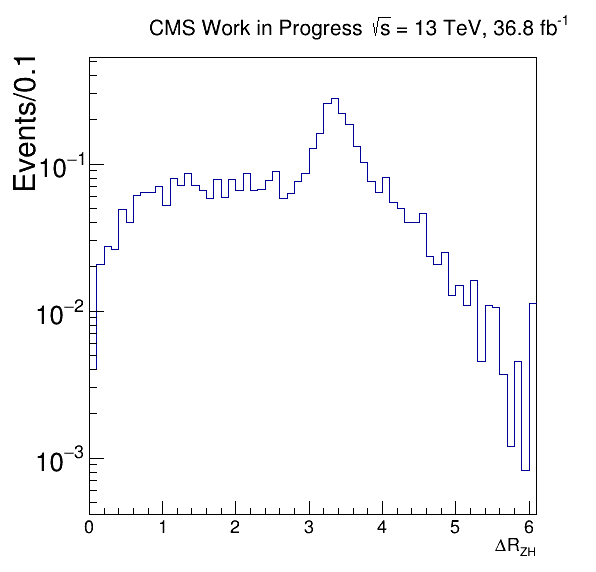 CMS Work in Progress √s = 13 TeV, 36.8 fb⁻¹
Events/0.1
10⁻¹
10⁻²
10⁻³
0 1 2 3 4 5 6
ΔR_ZH